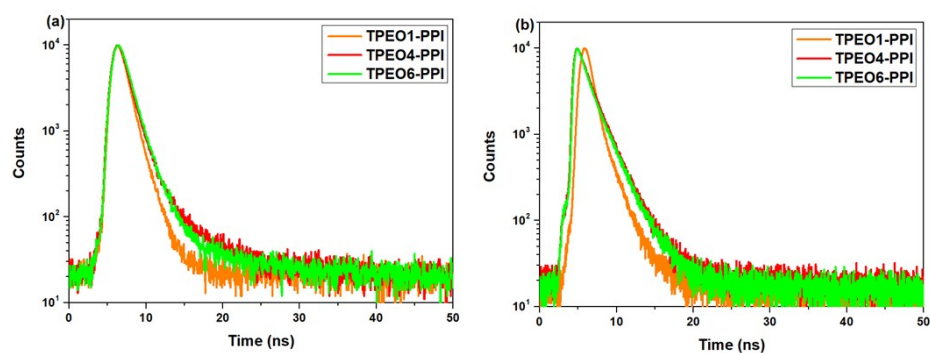 (a)
TPEO1-PPI
TPEO4-PPI
TPEO6-PPI
10⁴
10³
10²
10¹
Counts
0 10 20 30 40 50
Time (ns)
(b)
TPEO1-PPI
TPEO4-PPI
TPEO6-PPI
10⁴
10³
10²
10¹
Counts
0 10 20 30 40 50
Time (ns)